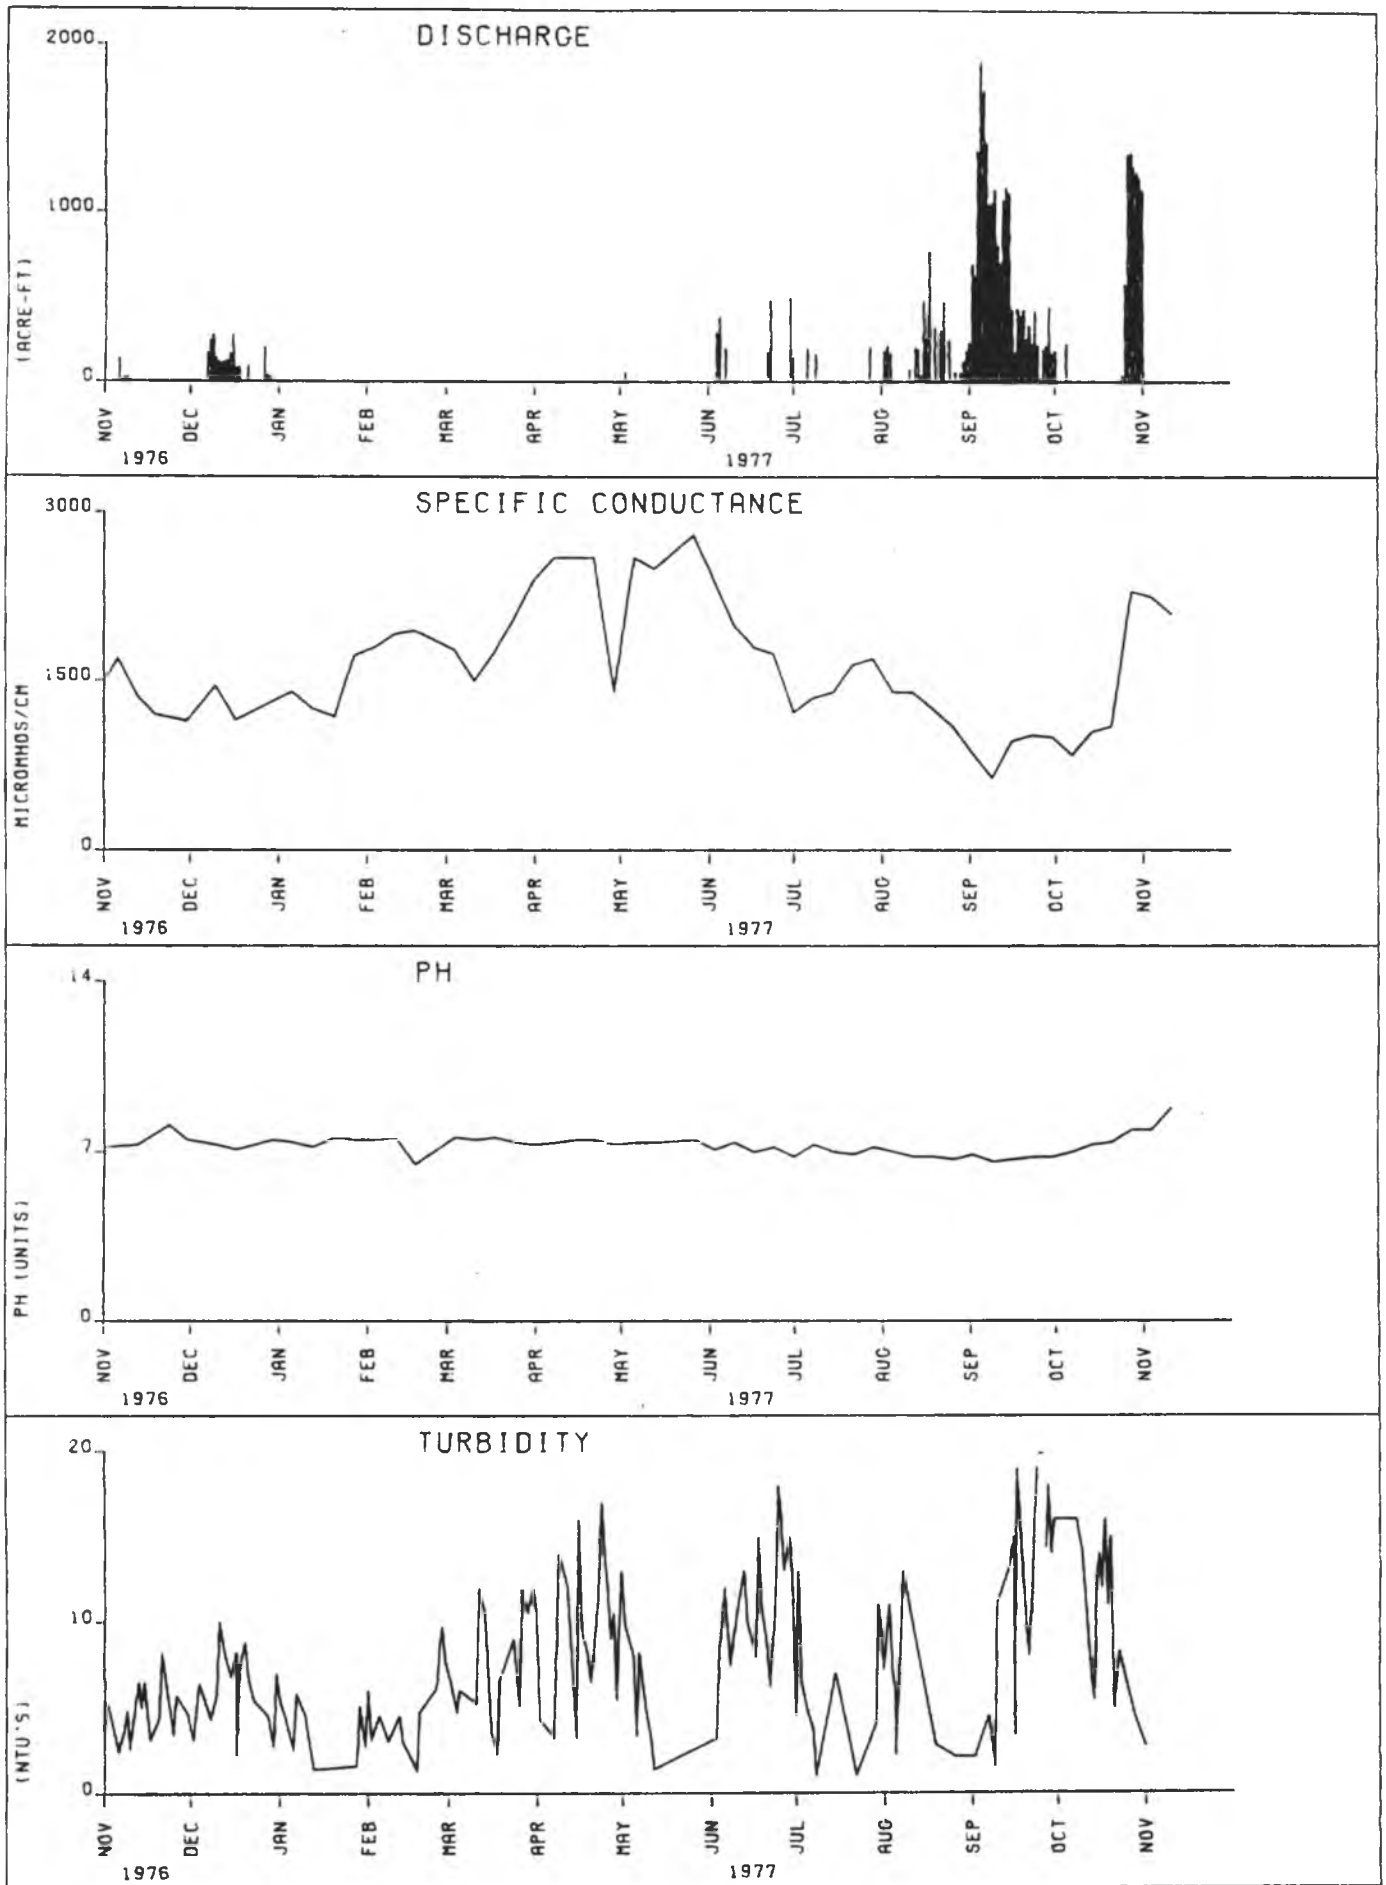 DISCHARGE
2000
1000
0
(ACRE-FT)
NOV DEC JAN FEB MAR APR MAY JUN JUL AUG SEP OCT NOV
1976 1977
SPECIFIC CONDUCTANCE
3000
1500
0
MICROMHOS/CM
NOV DEC JAN FEB MAR APR MAY JUN JUL AUG SEP OCT NOV
1976 1977
PH
14
7
0
PH (UNITS)
NOV DEC JAN FEB MAR APR MAY JUN JUL AUG SEP OCT NOV
1976 1977
TURBIDITY
20
10
0
(NTU'S)
NOV DEC JAN FEB MAR APR MAY JUN JUL AUG SEP OCT NOV
1976 1977